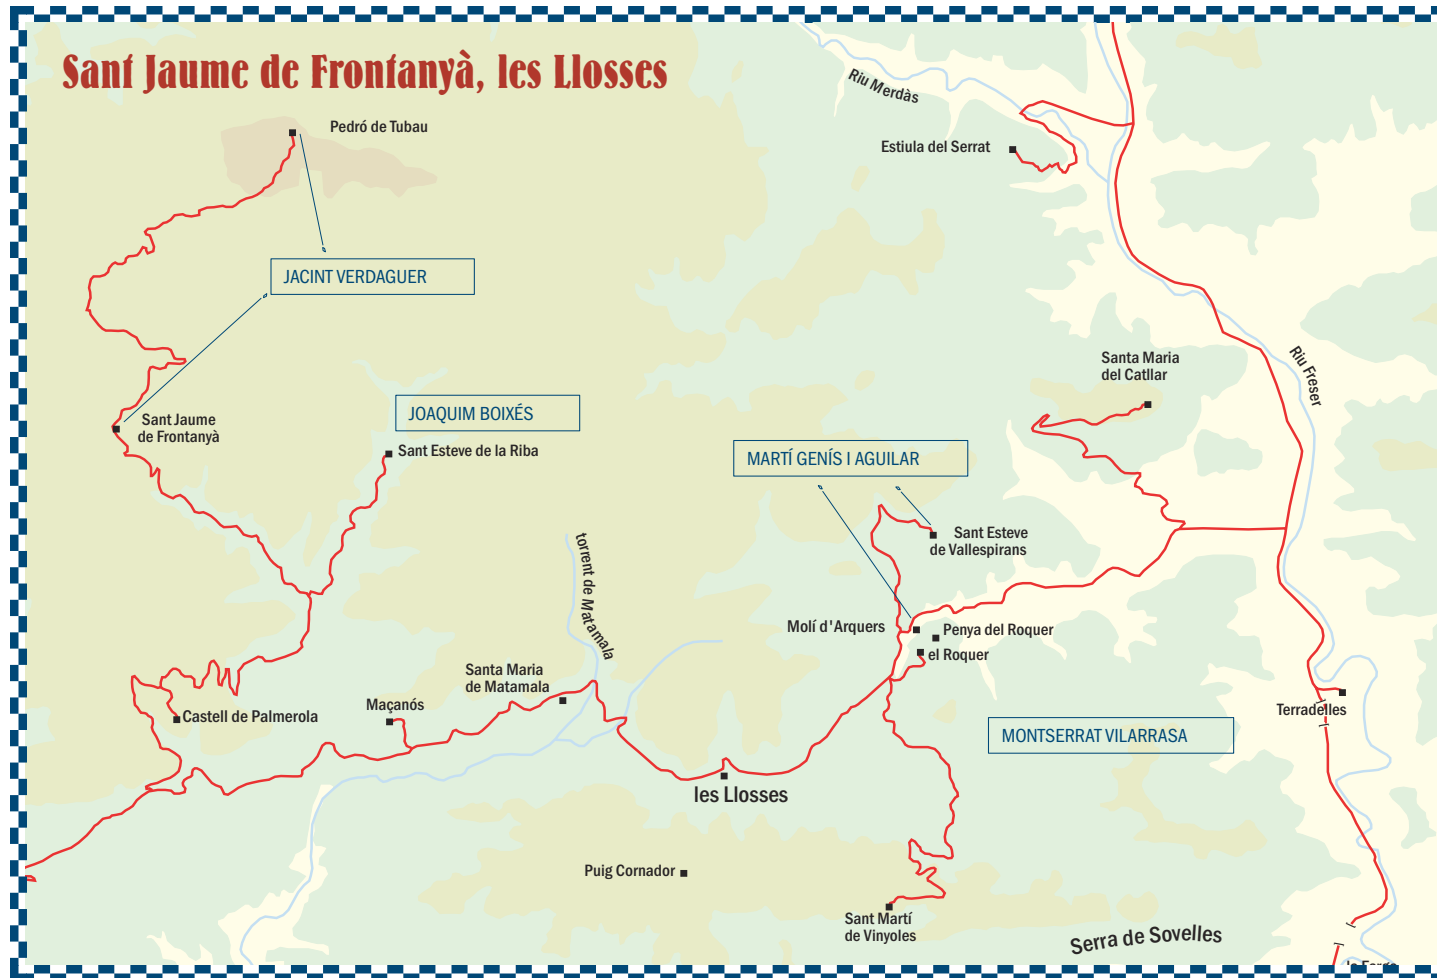 Sant Jaume de Frontanyà, les Llosses
Riu Merdàs
Pedró de Tubau
Estiula del Serrat
JACINT VERDAGUER
Riu Freser
Santa Maria
del Catllar
JOAQUIM BOIXÉS
Sant Jaume
de Frontanyà
Sant Esteve de la Riba
MARTÍ GENÍS I AGUILAR
Sant Esteve
de Vallespirans
torrent de Matamala
Molí d'Arquers
Penya del Roquer
el Roquer
Santa Maria
de Matamala
Maçanós
Castell de Palmerola
Terradelles
MONTSERRAT VILARRASA
les Llosses
Puig Cornador
Sant Martí
de Vinyoles
Serra de Sovelles